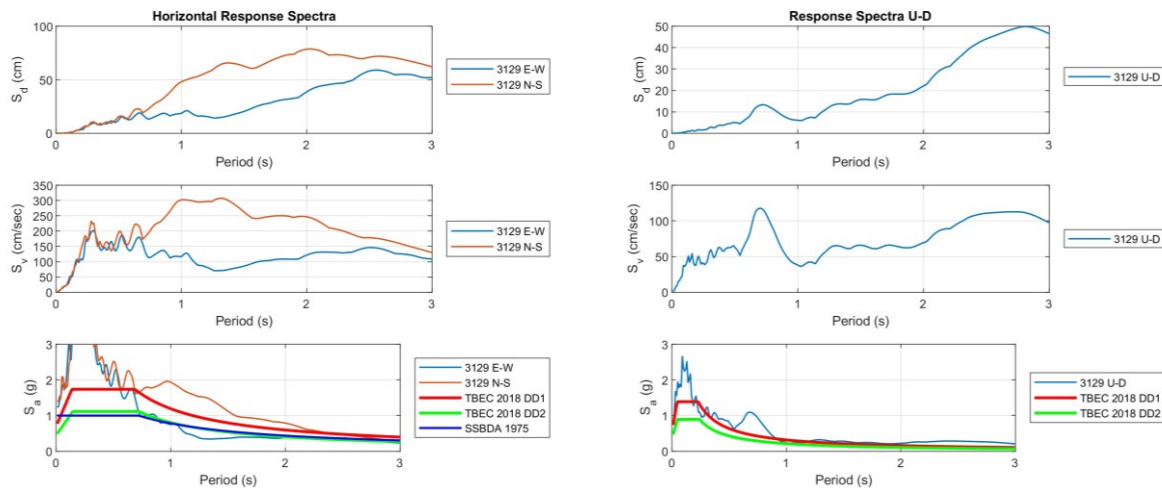 Horizontal Response Spectra
100
50
0
S_d (cm)
0 1 2 3
Period (s)
3129 E-W
3129 N-S
350
300
250
200
150
100
50
0
S_v (cm/sec)
0 1 2 3
Period (s)
3129 E-W
3129 N-S
3
2
1
0
S_a (g)
0 1 2 3
Period (s)
3129 E-W
3129 N-S
TBEC 2018 DD1
TBEC 2018 DD2
SSBDA 1975
Response Spectra U-D
50
40
30
20
10
0
S_d (cm)
0 1 2 3
Period (s)
3129 U-D
150
100
50
0
S_v (cm/sec)
0 1 2 3
Period (s)
3129 U-D
3
2
1
0
S_a (g)
0 1 2 3
Period (s)
3129 U-D
TBEC 2018 DD1
TBEC 2018 DD2